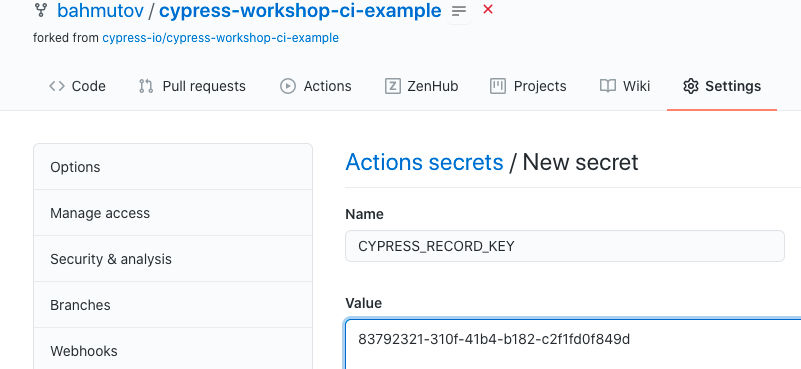 bahmutov / cypress-workshop-ci-example
forked from cypress-io/cypress-workshop-ci-example
Code Pull requests Actions ZenHub Projects Wiki Settings
Options
Manage access
Security & analysis
Branches
Webhooks
Actions secrets / New secret
Name
CYPRESS_RECORD_KEY
Value
83792321-310f-41b4-b182-c2f1fd0f849d